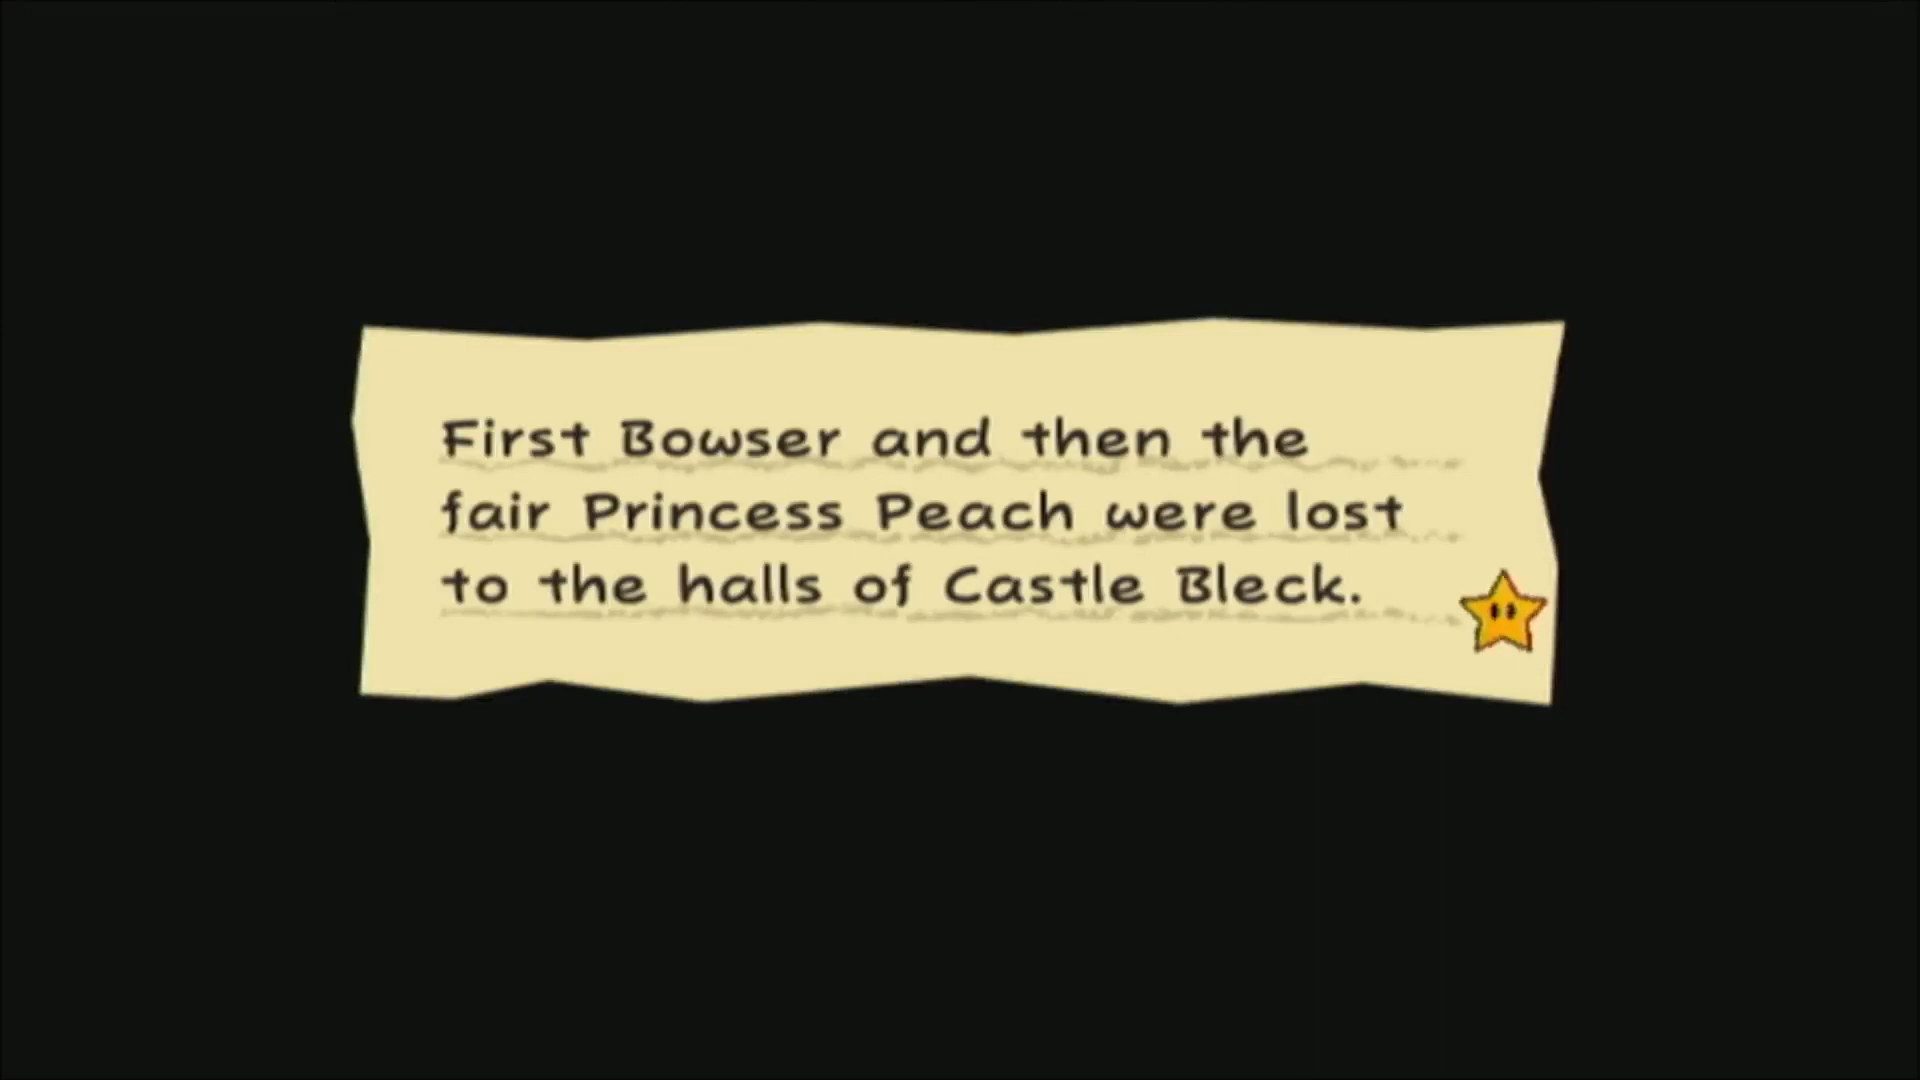 First Bowser and then the
fair Princess Peach were lost
to the halls of Castle Bleck.